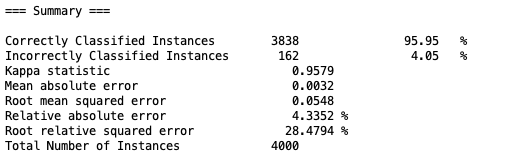 === Summary ===
Correctly Classified Instances 3838 95.95 %
Incorrectly Classified Instances 162 4.05 %
Kappa statistic 0.9579
Mean absolute error 0.0032
Root mean squared error 0.0548
Relative absolute error 4.3352 %
Root relative squared error 28.4794 %
Total Number of Instances 4000